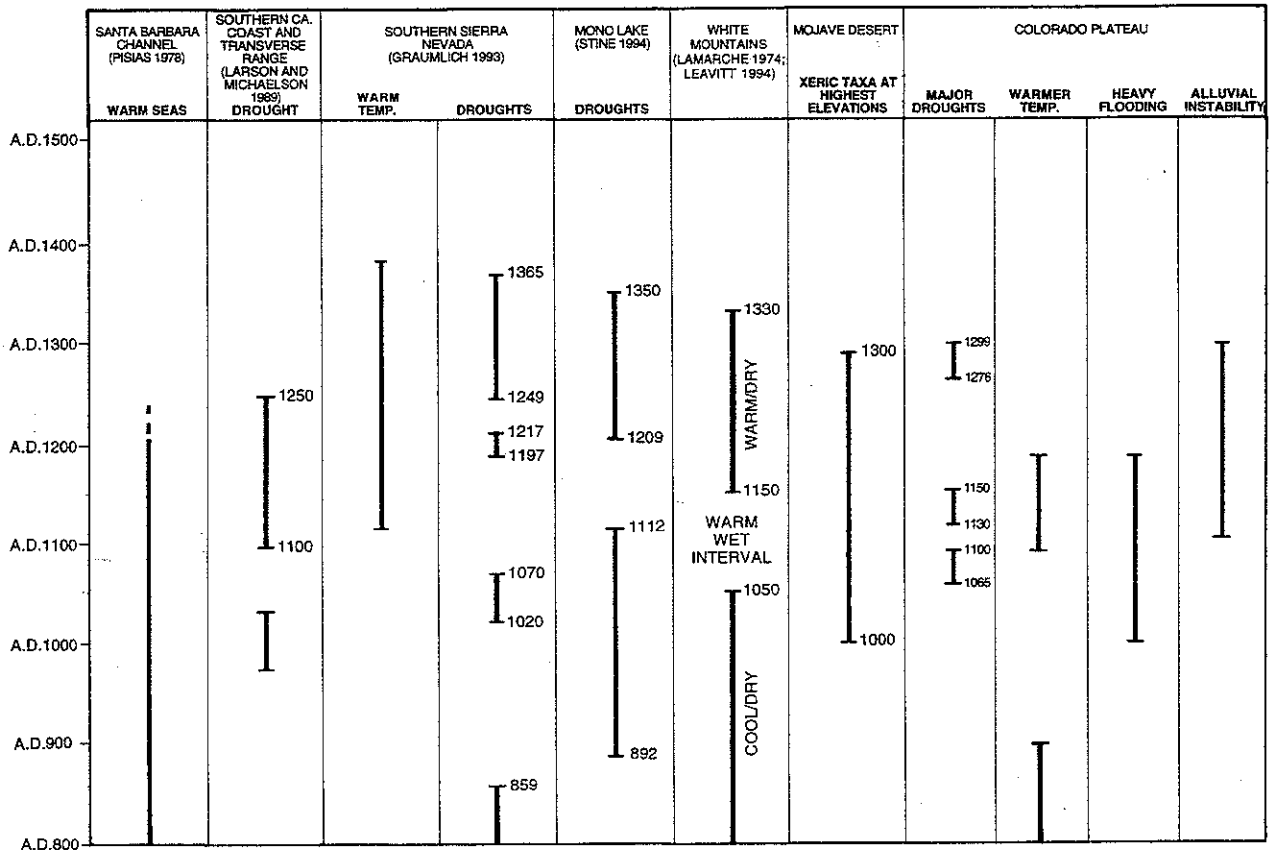 SANTA BARBARA
CHANNEL
(PISIAS 1978)
WARM SEAS
SOUTHERN CA.
COAST AND
TRANSVERSE
RANGE
(LARSON AND
MICHAELSON
1989)
DROUGHT
SOUTHERN SIERRA
NEVADA
(GRAUMLICH 1993)
WARM
TEMP.
DROUGHTS
MONO LAKE
(STINE 1994)
DROUGHTS
WHITE
MOUNTAINS
(LAMARCHE 1974;
LEAVITT 1994)
MOJAVE DESERT
XERIC TAXA AT
HIGHEST
ELEVATIONS
COLORADO PLATEAU
MAJOR
DROUGHTS
WARMER
TEMP.
HEAVY
FLOODING
ALLUVIAL
INSTABILITY
A.D.1500
A.D.1400
A.D.1300
A.D.1200
A.D.1100
A.D.1000
A.D.900
A.D.800
1250
1100
1365
1249
1217
1197
1070
1020
859
1350
1209
1112
892
1330
WARM/DRY
1150
WARM
WET
INTERVAL
1050
COOL/DRY
1300
1000
1299
1276
1150
1130
1100
1065